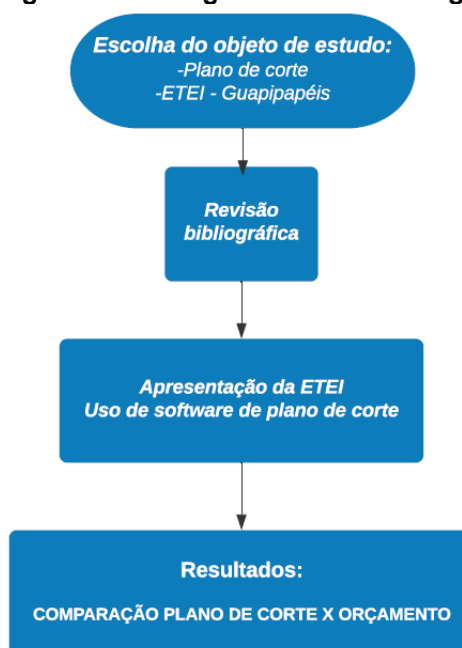 Escolha do objeto de estudo:
-Plano de corte
-ETEI - Guapipapéis
Revisão
bibliográfica
Apresentação da ETEI
Uso de software de plano de corte
Resultados:
COMPARAÇÃO PLANO DE CORTE X ORÇAMENTO